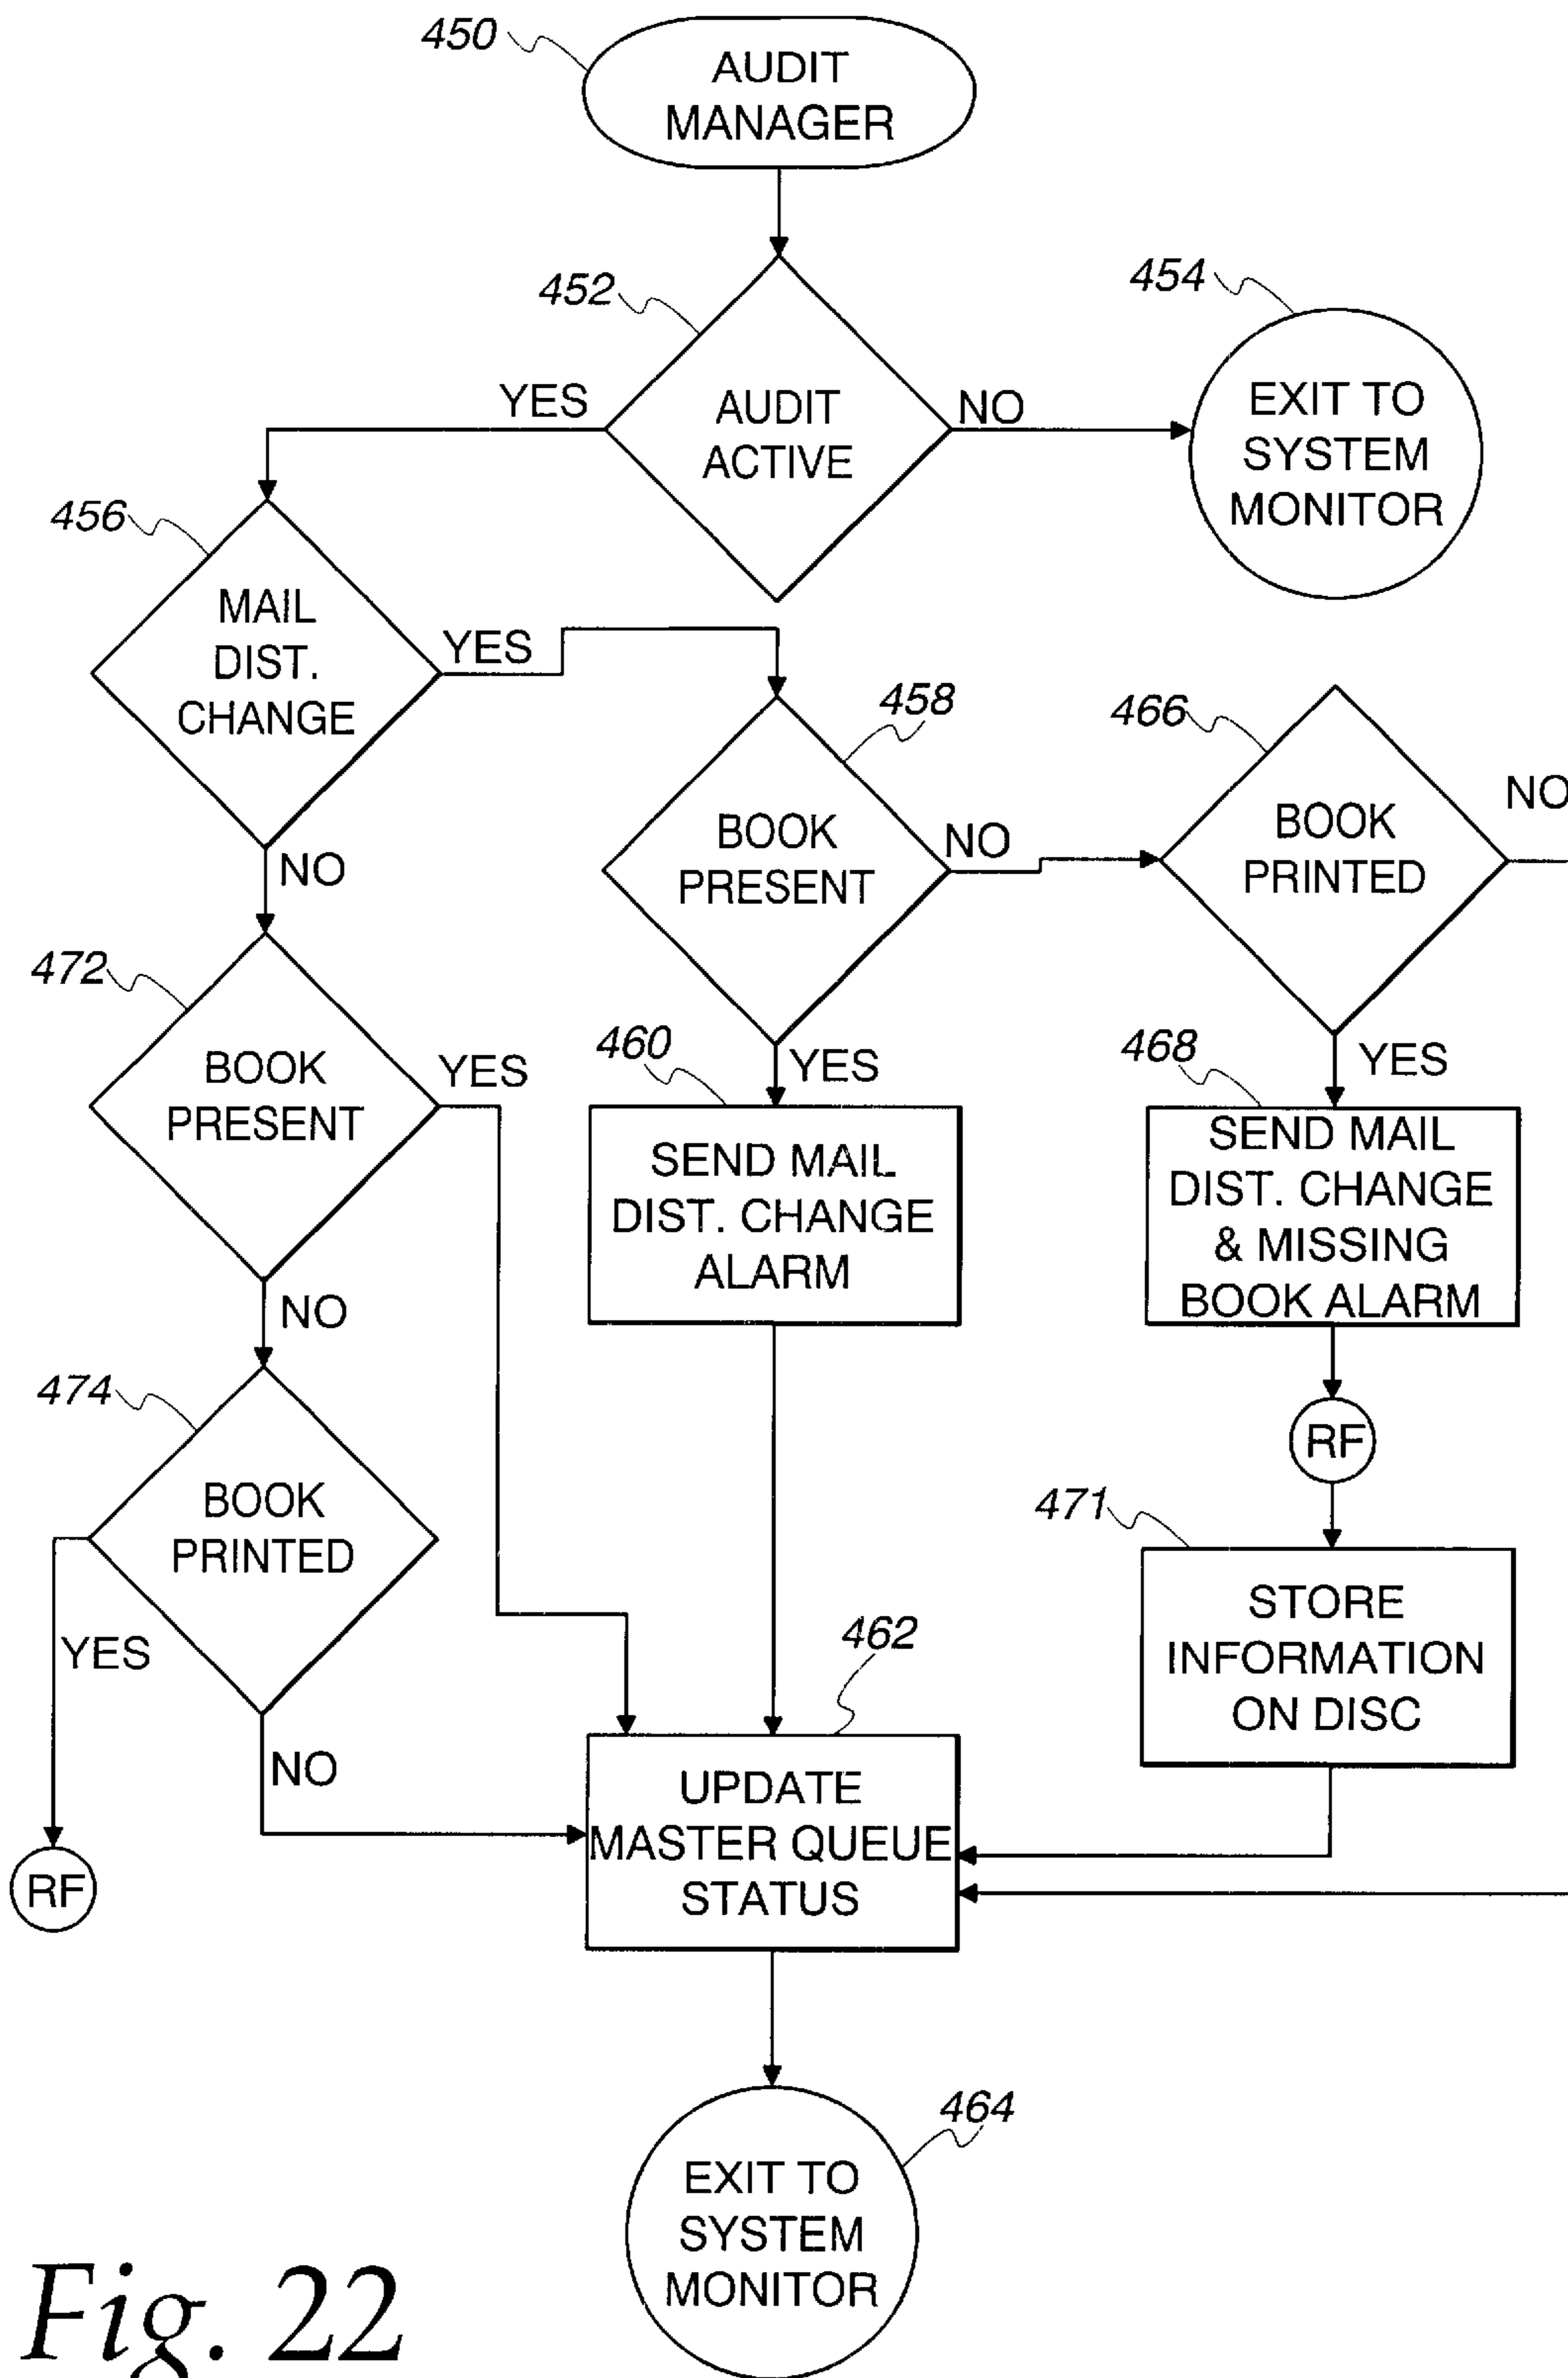 450
AUDIT
MANAGER
452
454
YES
AUDIT
ACTIVE
NO
EXIT TO
SYSTEM
MONITOR
456
MAIL
DIST.
CHANGE
YES
458
466
NO
BOOK
PRESENT
NO
BOOK
PRINTED
NO
472
BOOK
PRESENT
YES
460
YES
468
YES
SEND MAIL
DIST. CHANGE
ALARM
SEND MAIL
DIST. CHANGE
& MISSING
BOOK ALARM
NO
474
BOOK
PRINTED
RF
471
YES
STORE
INFORMATION
ON DISC
462
NO
UPDATE
MASTER QUEUE
STATUS
RF
464
EXIT TO
SYSTEM
MONITOR
Fig. 22